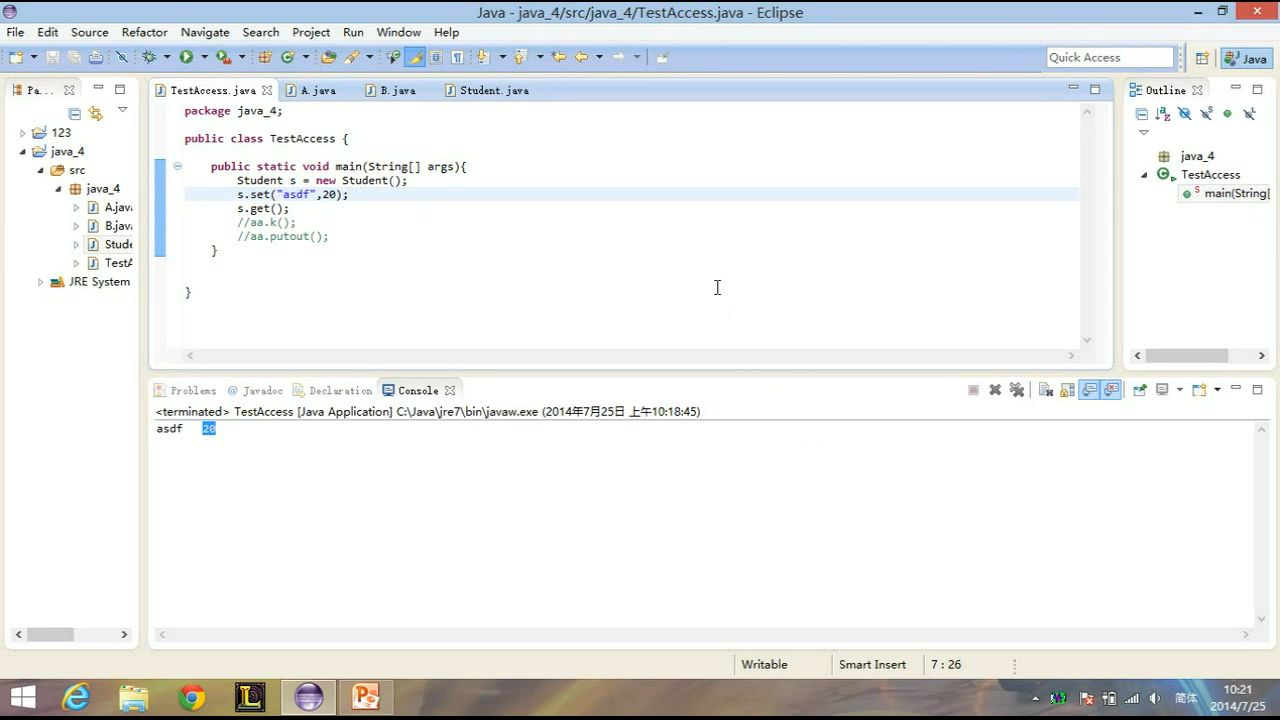 Java - java_4/src/java_4/TestAccess.java - Eclipse
File Edit Source Refactor Navigate Search Project Run Window Help
Quick Access
Java
Pa...
TestAccess.java
A.java
B.java
Student.java
Outline
123
java_4
src
java_4
A.java
B.java
Stude
TestA
JRE System
package java_4;
public class TestAccess {
public static void main(String[] args){
Student s = new Student();
s.set("asdf",20);
s.get();
//aa.k();
//aa.putout();
}
}
java_4
TestAccess
main(String[
Problems
Javadoc
Declaration
Console
<terminated> TestAccess [Java Application] C:\Java\jre7\bin\javaw.exe (2014年7月25日 上午10:18:45)
asdf 20
Writable
Smart Insert
7 : 26
简体
10:21
2014/7/25